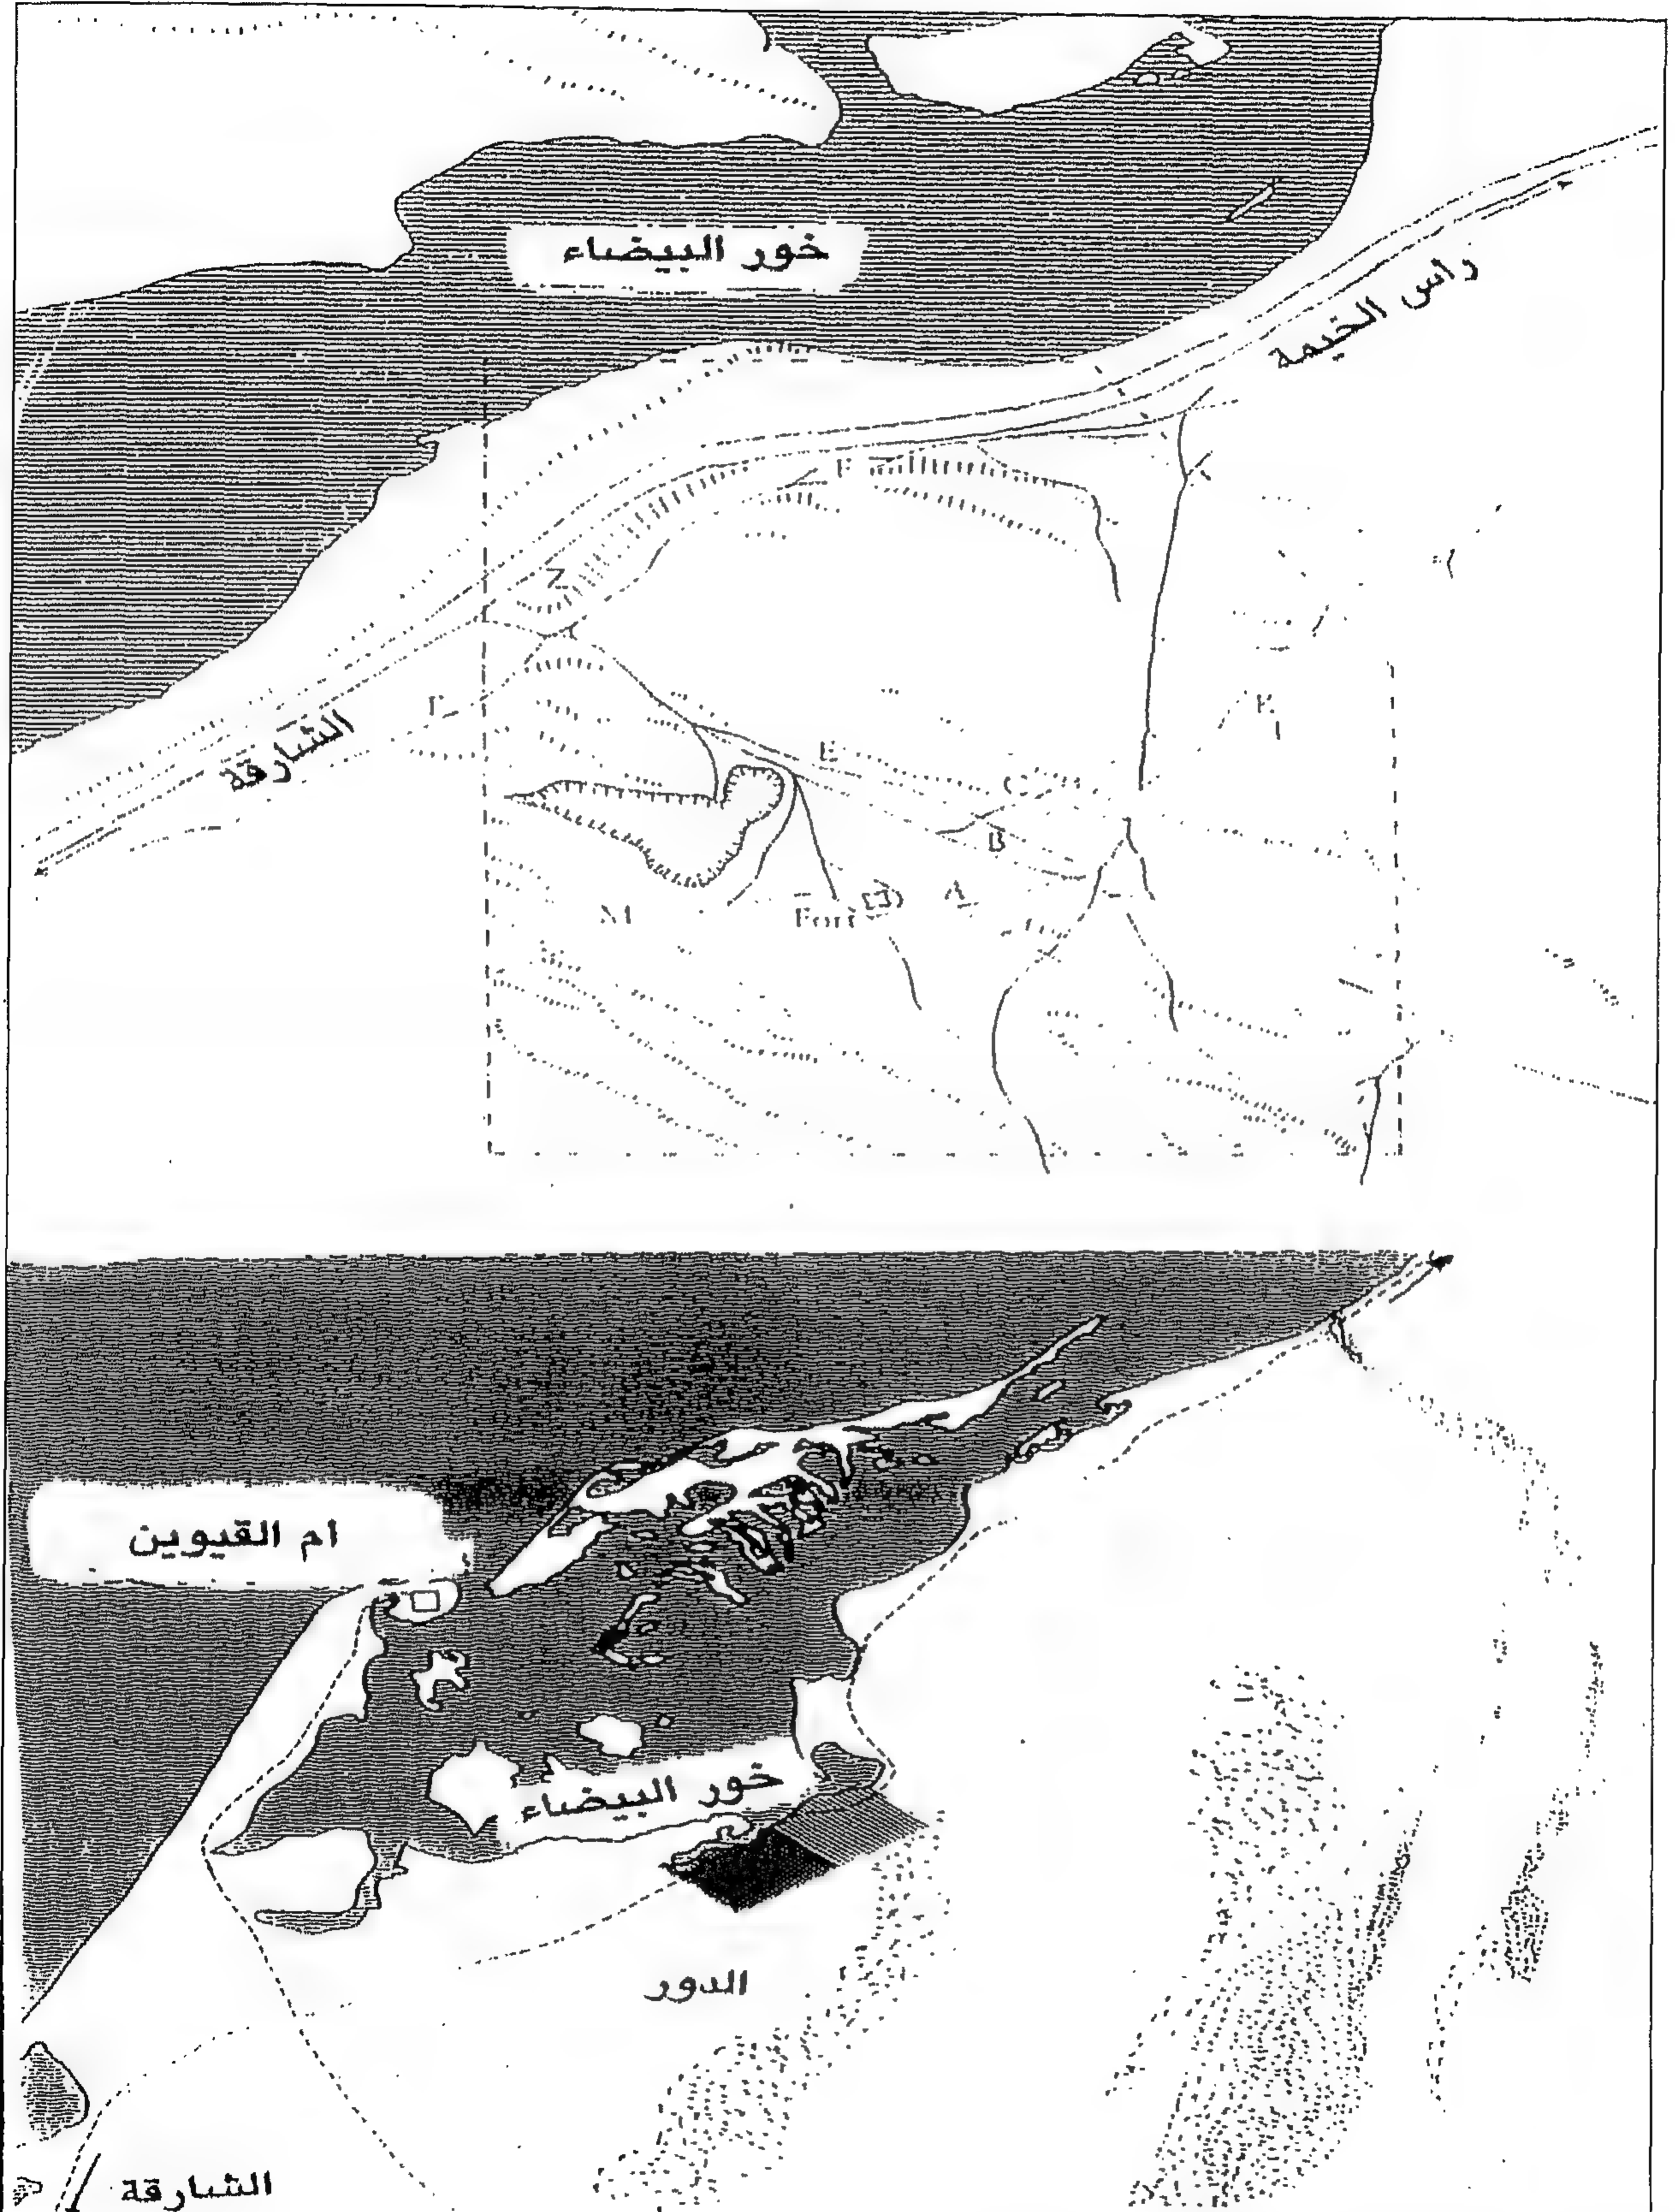 خور البيضاء
راس الخيمة
F
Z
الشارقة
E
C
B
A
M
Fort
ام القيوين
خور البيضاء
الدور
الشارقة